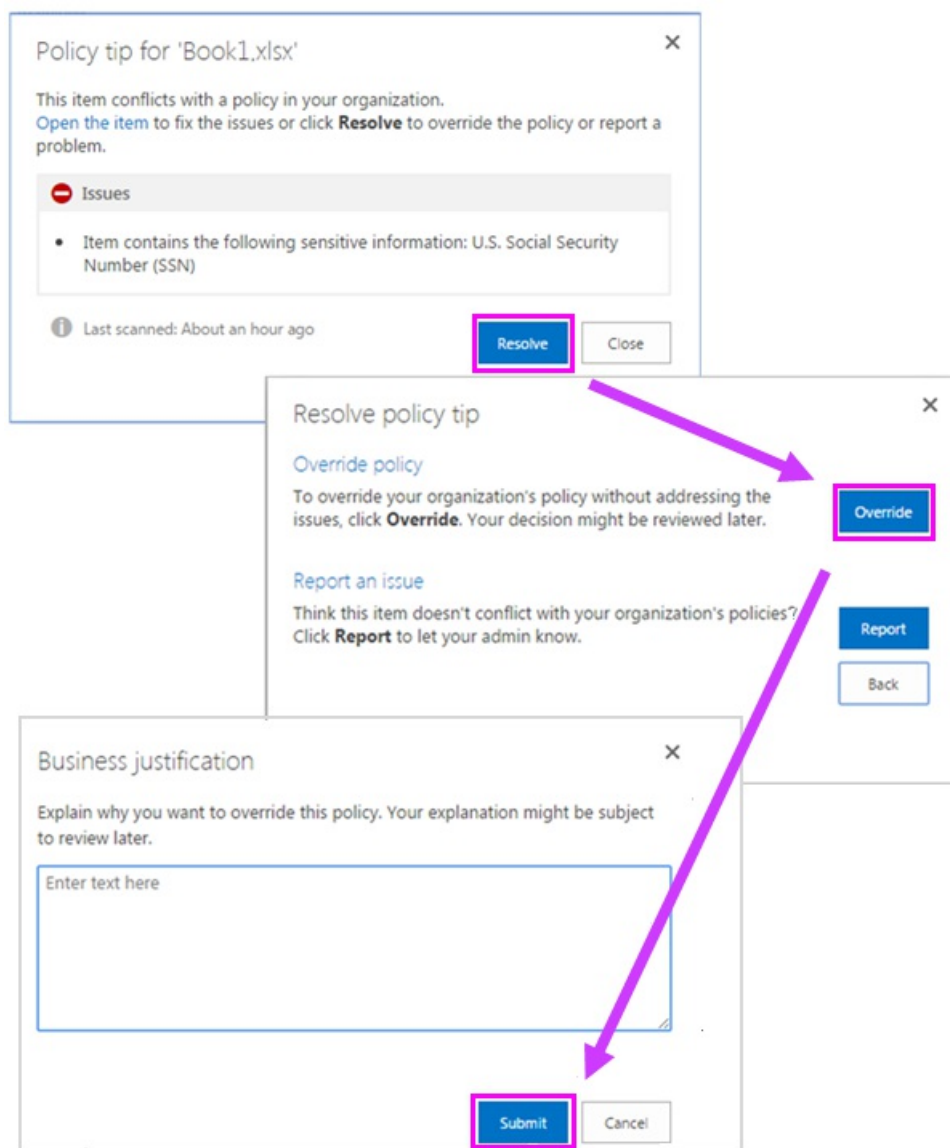 Policy tip for 'Book1.xlsx'
This item conflicts with a policy in your organization.
Open the item to fix the issues or click Resolve to override the policy or report a
problem.
Issues
• Item contains the following sensitive information: U.S. Social Security
Number (SSN)
Last scanned: About an hour ago
Resolve
Close
Resolve policy tip
Override policy
To override your organization's policy without addressing the
issues, click Override. Your decision might be reviewed later.
Override
Report an issue
Think this item doesn't conflict with your organization's policies?
Click Report to let your admin know.
Report
Back
Business justification
Explain why you want to override this policy. Your explanation might be subject
to review later.
Enter text here
Submit
Cancel